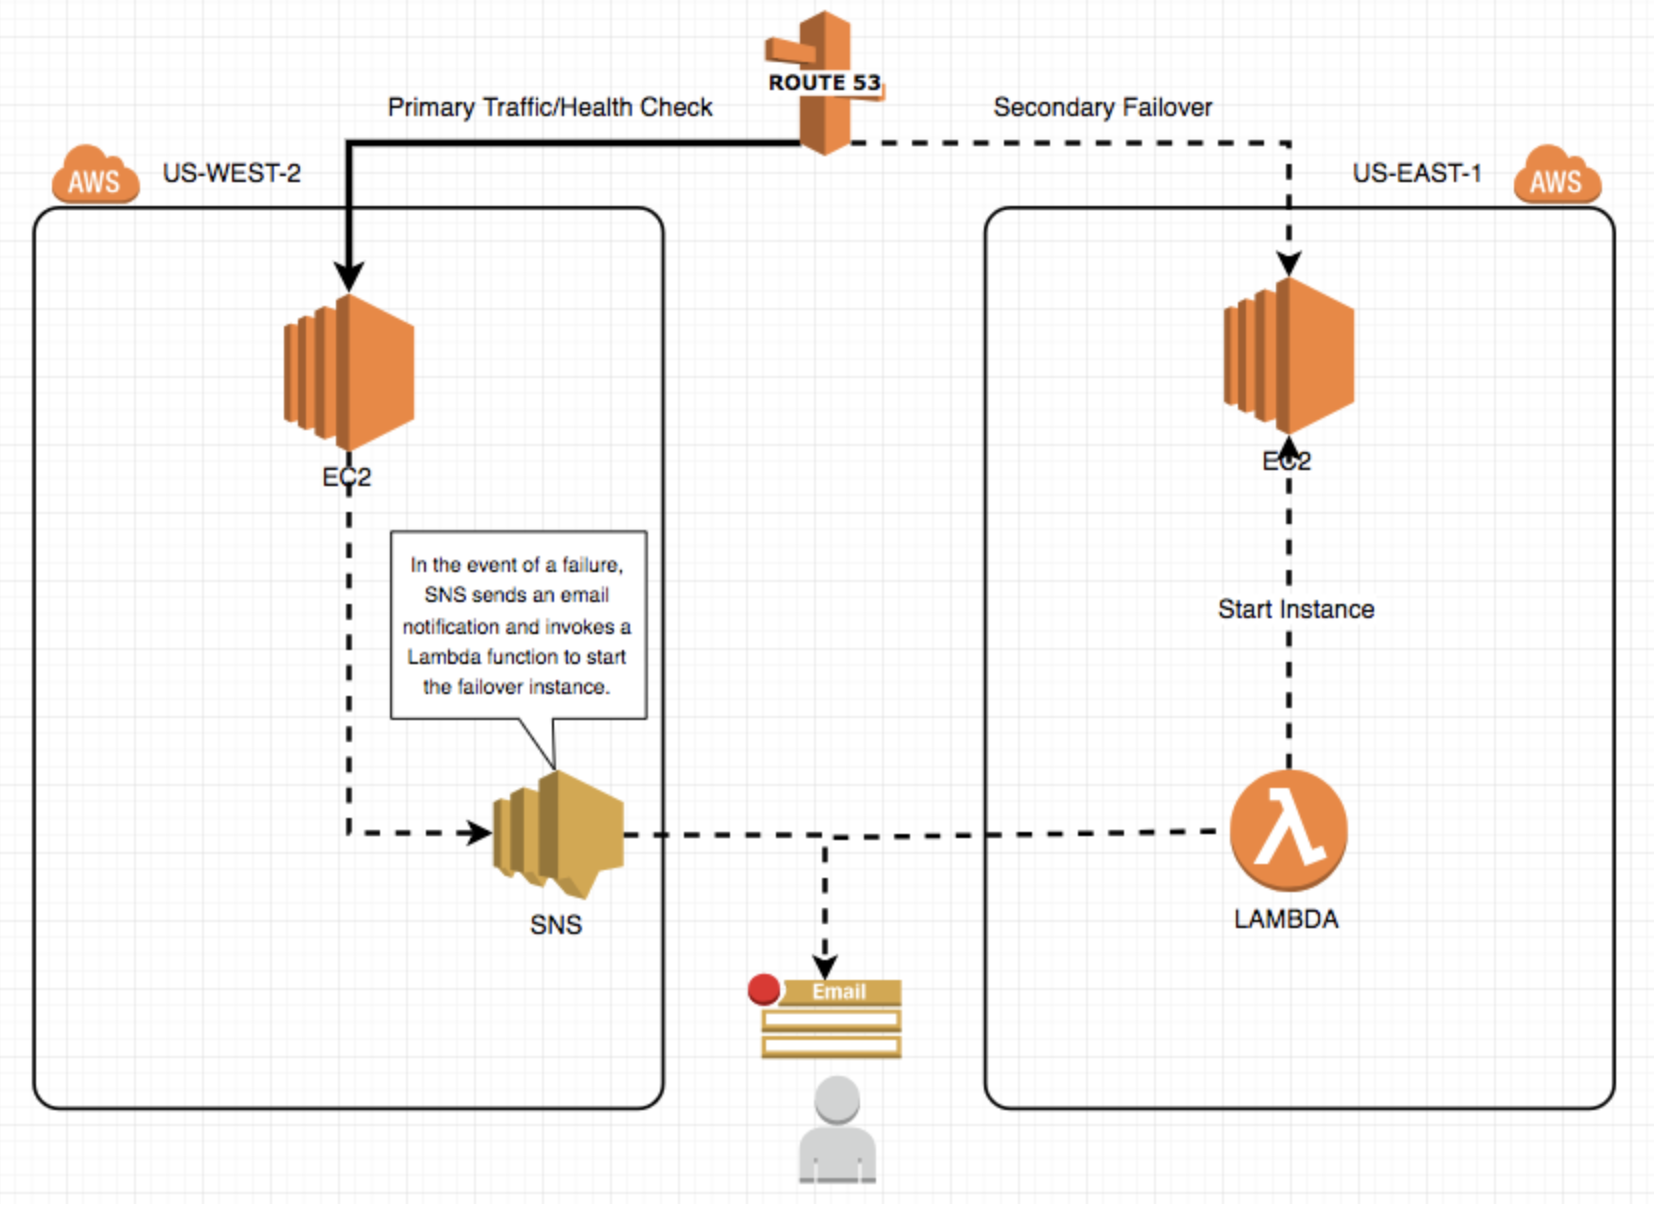 ROUTE 53
Primary Traffic/Health Check
Secondary Failover
AWS
US-WEST-2
US-EAST-1
AWS
EC2
EC2
In the event of a failure,
SNS sends an email
notification and invokes a
Lambda function to start
the failover instance.
Start Instance
SNS
LAMBDA
Email